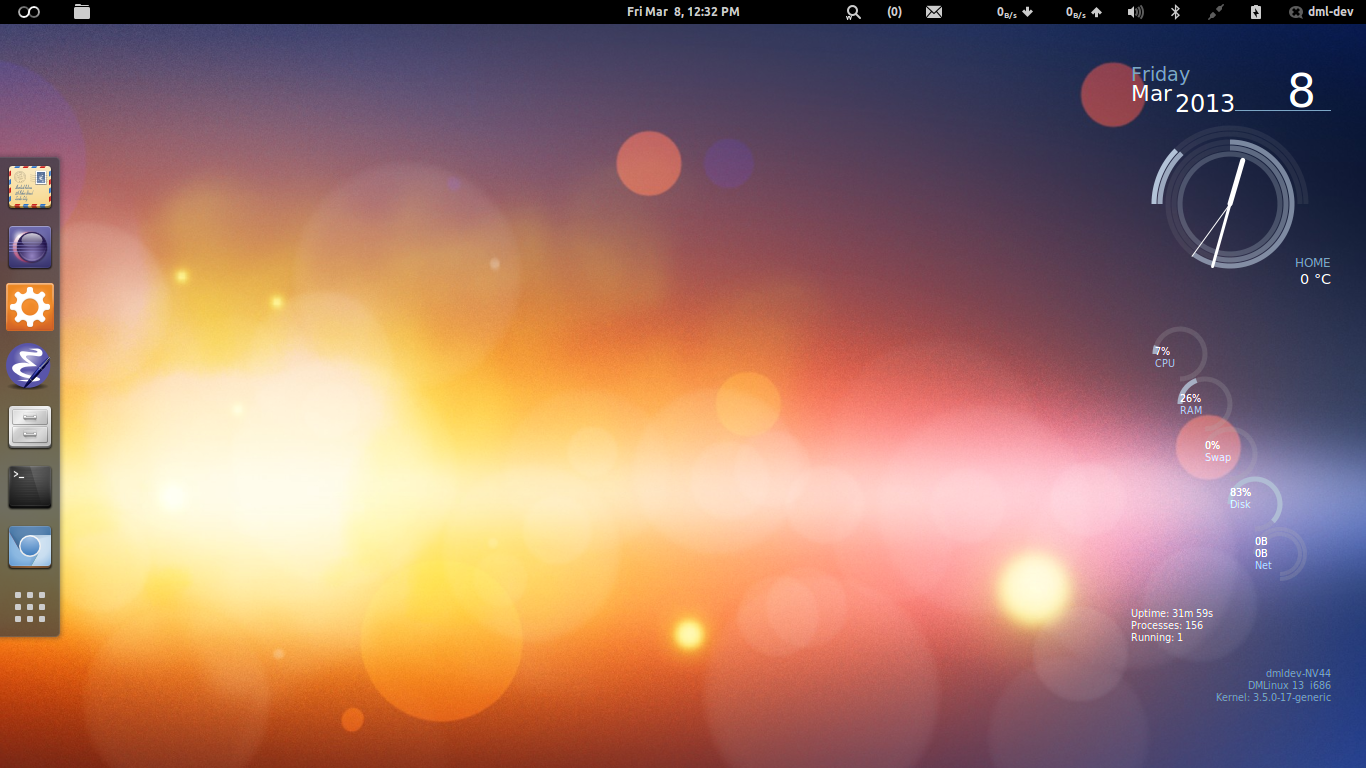 Fri Mar 8, 12:32 PM
(0)
0B/s
0B/s
dml-dev
Friday
Mar 2013
8
HOME
0 °C
7%
CPU
26%
RAM
0%
Swap
83%
Disk
0B
0B
Net
Uptime: 31m 59s
Processes: 156
Running: 1
dmldev-NV44
DMLinux 13 i686
Kernel: 3.5.0-17-generic
>_